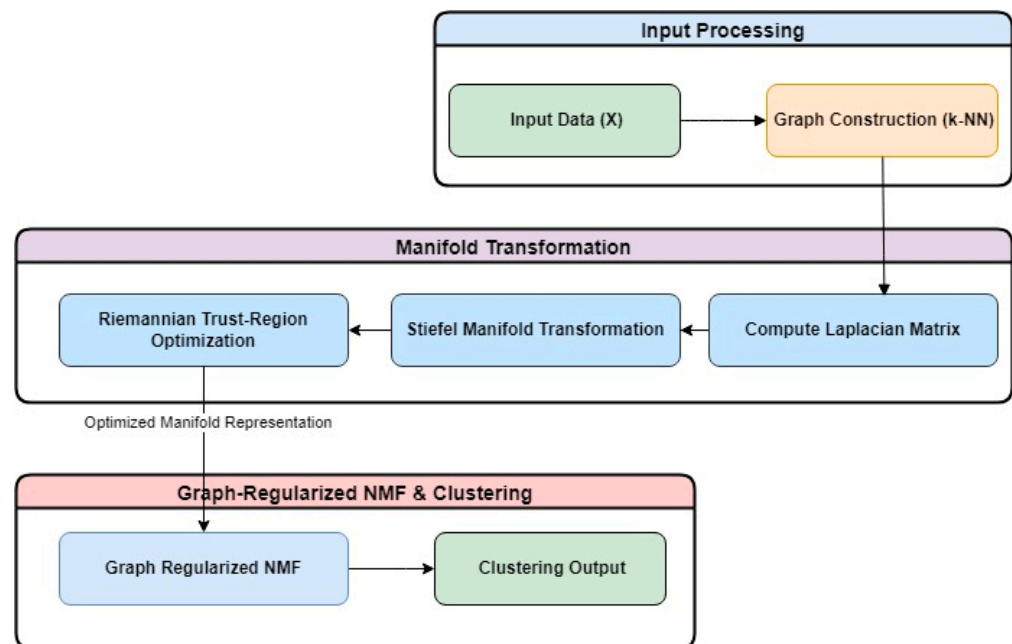 Input Processing
Input Data (X)
Graph Construction (k-NN)
Manifold Transformation
Riemannian Trust-Region
Optimization
Stiefel Manifold Transformation
Compute Laplacian Matrix
Optimized Manifold Representation
Graph-Regularized NMF & Clustering
Graph Regularized NMF
Clustering Output